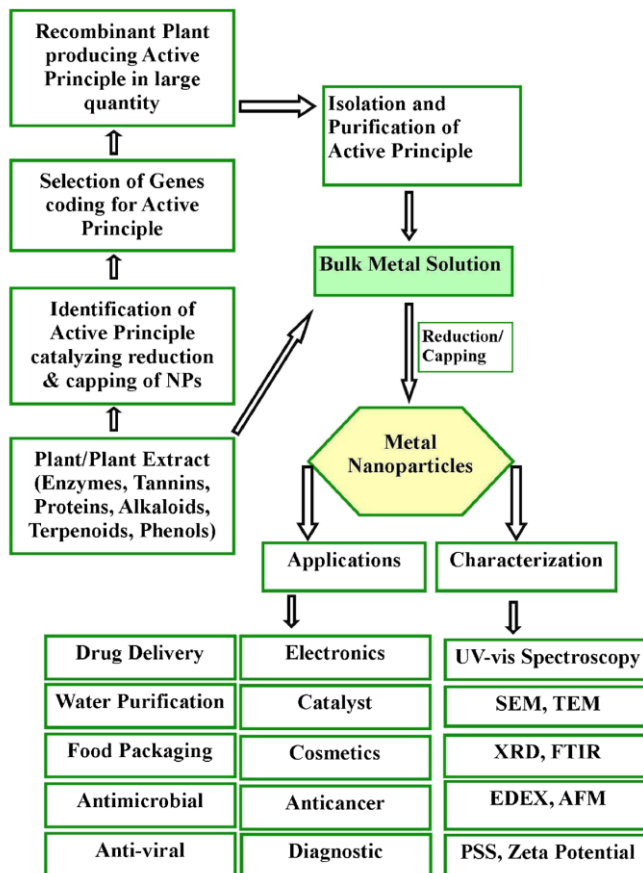 Recombinant Plant
producing Active
Principle in large
quantity
Isolation and
Purification of
Active Principle
Selection of Genes
coding for Active
Principle
Bulk Metal Solution
Identification of
Active Principle
catalyzing reduction
& capping of NPs
Reduction/
Capping
Plant/Plant Extract
(Enzymes, Tannins,
Proteins, Alkaloids,
Terpenoids, Phenols)
Metal
Nanoparticles
Applications
Characterization
Drug Delivery
Electronics
UV-vis Spectroscopy
Water Purification
Catalyst
SEM, TEM
Food Packaging
Cosmetics
XRD, FTIR
Antimicrobial
Anticancer
EDEX, AFM
Anti-viral
Diagnostic
PSS, Zeta Potential